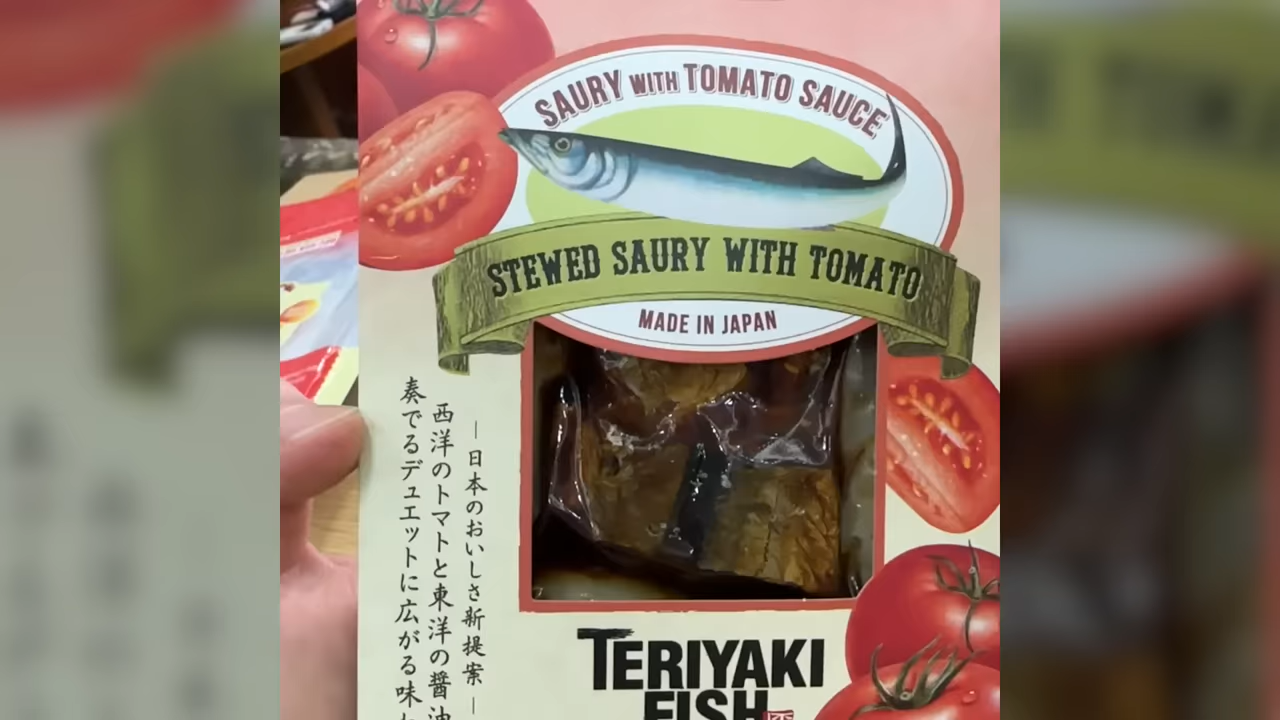 SAURY WITH TOMATO SAUCE
STEWED SAURY WITH TOMATO
MADE IN JAPAN
—日本のおいしさ新提案—
西洋のトマトと東洋の醤油
奏でるデュエットに広がる味
TERIYAKI
FISH